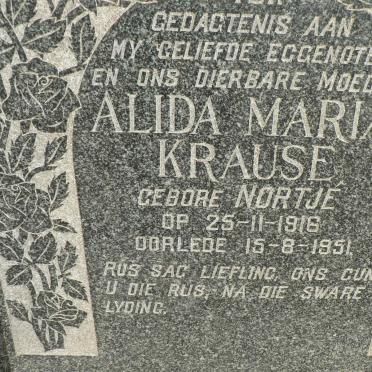 GEDAGTENIS AAN
MY GELIEFDE EGGENOTE
EN ONS DIERBARE MOED
ALIDA MARIA
KRAUSE
GEBORE NORTJÉ
OP 25-11-1916
OORLEDE 15-8-1951
RUS SAG LIEFLING, ONS GUN
U DIE RUS, NA DIE SWARE
LYDING.